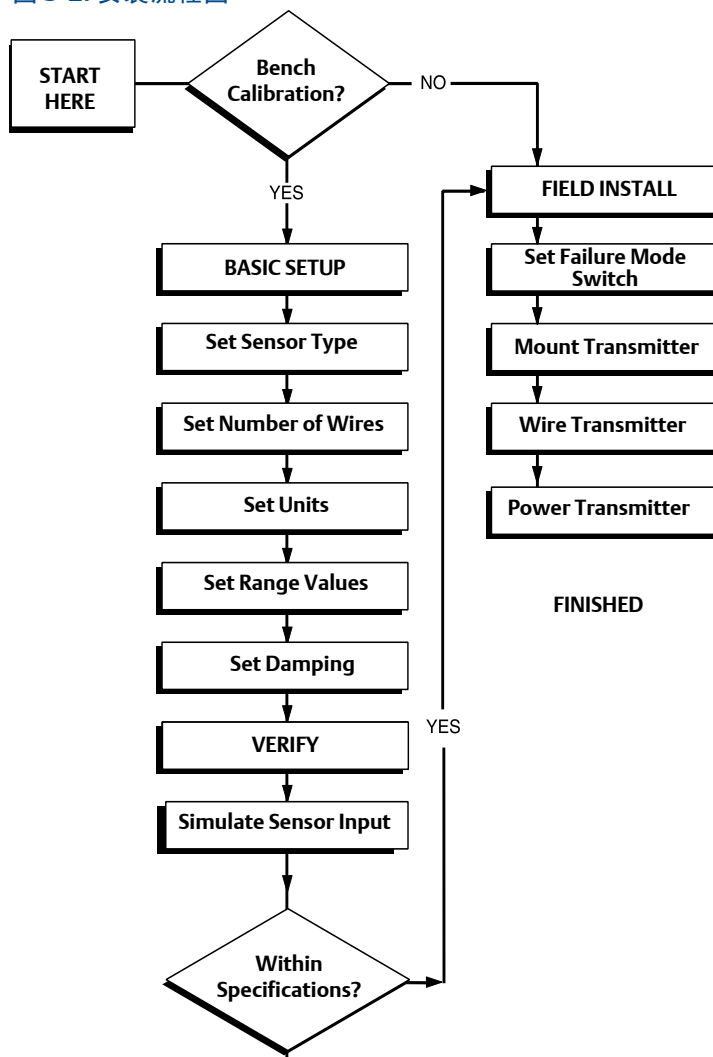 START
HERE
Bench
Calibration?
NO
YES
BASIC SETUP
Set Sensor Type
Set Number of Wires
Set Units
Set Range Values
Set Damping
VERIFY
Simulate Sensor Input
Within
Specifications?
YES
FIELD INSTALL
Set Failure Mode
Switch
Mount Transmitter
Wire Transmitter
Power Transmitter
FINISHED